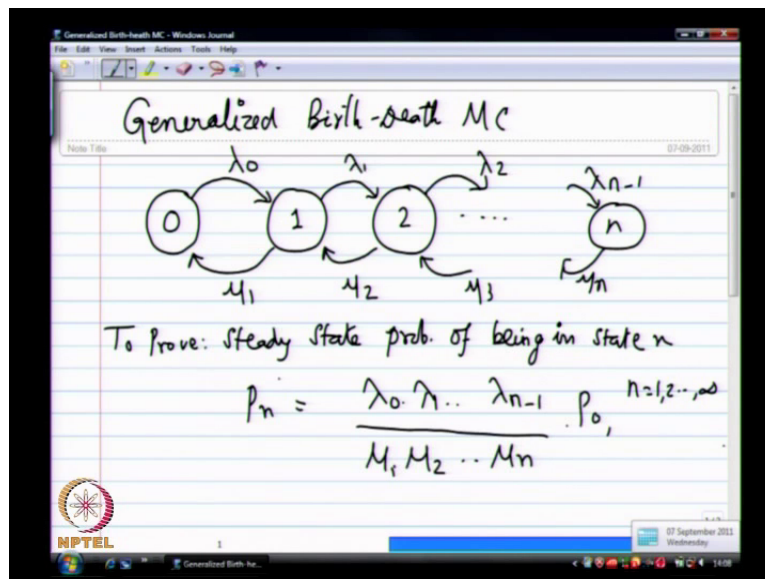 Generalized Birth-heath MC - Windows Journal
File Edit View Insert Actions Tools Help
Generalized Birth-Death MC
Note Title
07-09-2011
λ0 λ1 λ2 λn-1
0 1 2 .... n
μ1 μ2 μ3 μn
To Prove: Steady State prob. of being in state n
Pn = λ0. λ1.. λn-1 / μ1 μ2 .. μn . P0, n=1,2..,∞
NPTEL
1
07 September 2011
Wednesday
Generalized Birth-he...
14:08